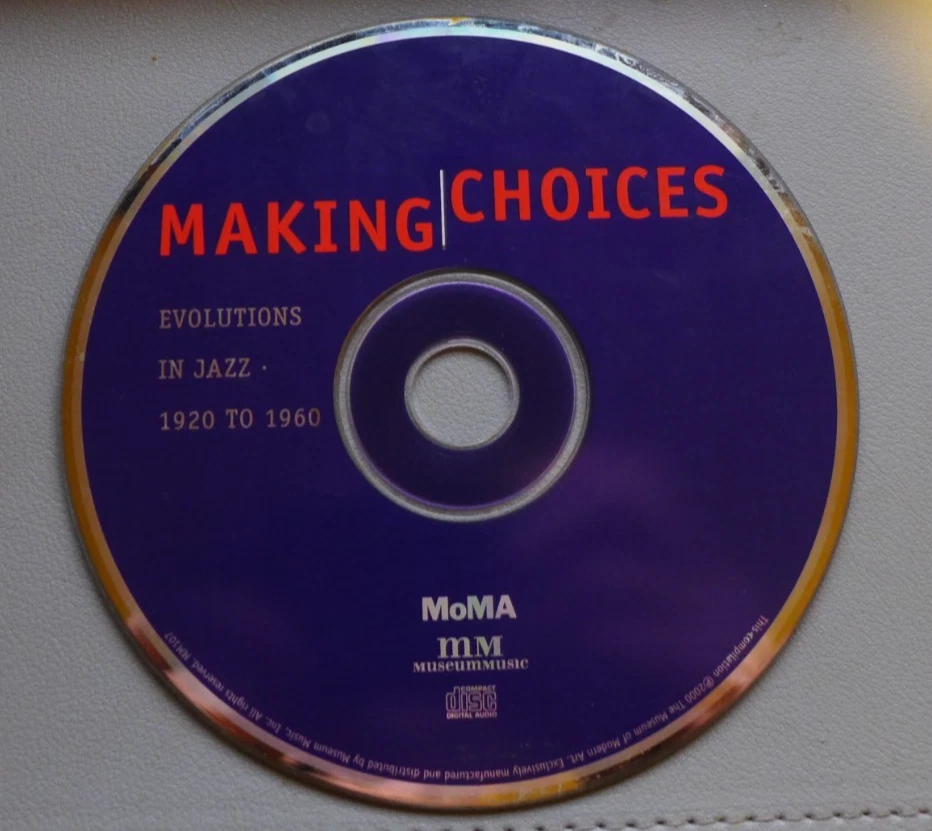 MAKING CHOICES
EVOLUTIONS
IN JAZZ ·
1920 TO 1960
MoMA
mM
MUSEUMMUSIC
COMPACT
disc
DIGITAL AUDIO
This compilation ℗2000 The Museum of Modern Art. Exclusively manufactured and distributed by Museum Music, Inc. All rights reserved. MM107